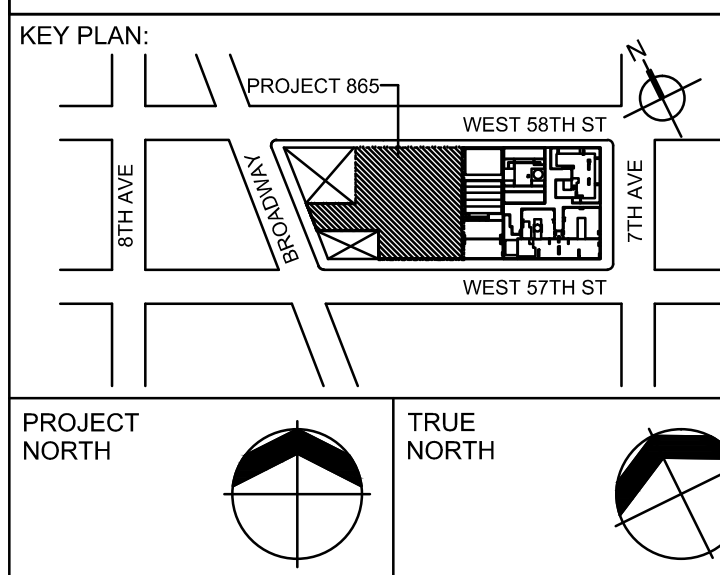 KEY PLAN:
N
PROJECT 865
WEST 58TH ST
8TH AVE
BROADWAY
7TH AVE
WEST 57TH ST
PROJECT
NORTH
TRUE
NORTH